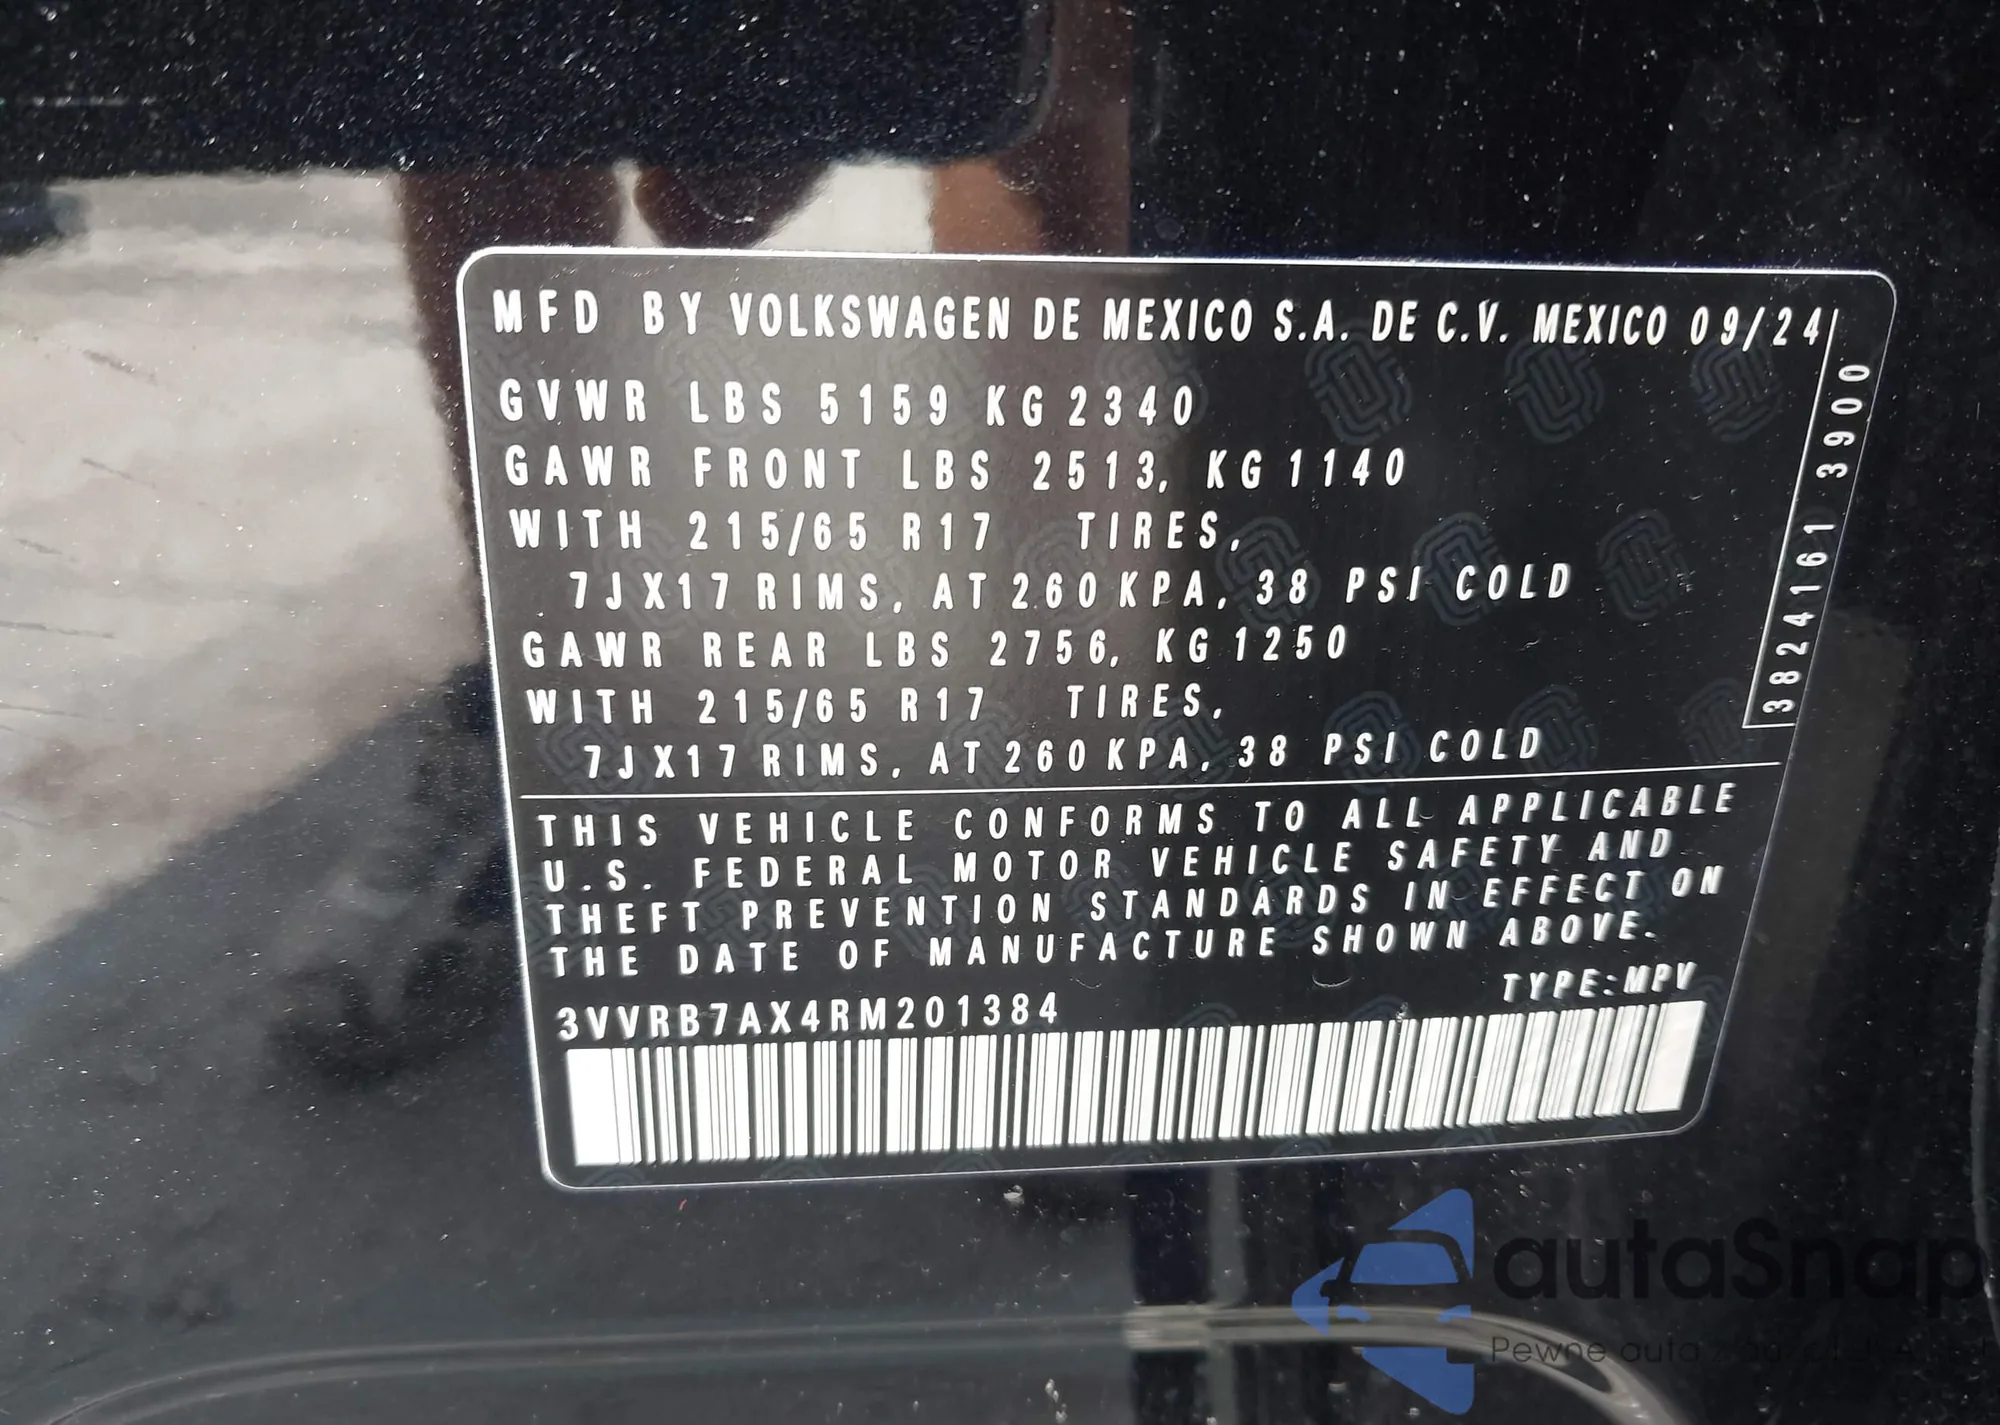 MFD BY VOLKSWAGEN DE MEXICO S.A. DE C.V. MEXICO 09/24
GVWR LBS 5159 KG 2340
GAWR FRONT LBS 2513, KG 1140
WITH 215/65 R17 TIRES,
7JX17 RIMS, AT 260 KPA, 38 PSI COLD
GAWR REAR LBS 2756, KG 1250
WITH 215/65 R17 TIRES,
7JX17 RIMS, AT 260 KPA, 38 PSI COLD
3824161 3900
THIS VEHICLE CONFORMS TO ALL APPLICABLE
U.S. FEDERAL MOTOR VEHICLE SAFETY AND
THEFT PREVENTION STANDARDS IN EFFECT ON
THE DATE OF MANUFACTURE SHOWN ABOVE.
TYPE:MPV
3VVRB7AX4RM201384
autaSnap
Pewne auta z